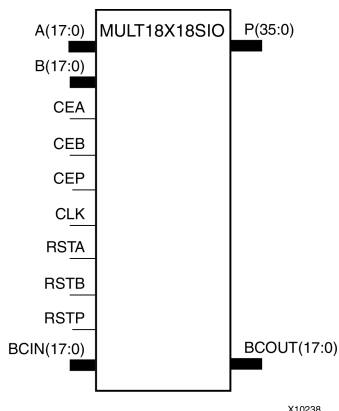 A(17:0) MULT18X18SIO P(35:0)
B(17:0)
CEA
CEB
CEP
CLK
RSTA
RSTB
RSTP
BCIN(17:0) BCOUT(17:0)
X10238